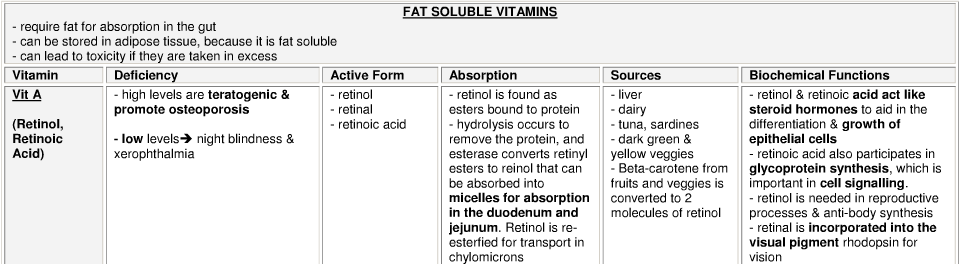 FAT SOLUBLE VITAMINS
- require fat for absorption in the gut
- can be stored in adipose tissue, because it is fat soluble
- can lead to toxicity if they are taken in excess
Vitamin
Deficiency
Active Form
Absorption
Sources
Biochemical Functions
Vit A
(Retinol,
Retinoic
Acid)
- high levels are teratogenic &
promote osteoporosis
- low levels➔ night blindness &
xerophthalmia
- retinol
- retinal
- retinoic acid
- retinol is found as
esters bound to protein
- hydrolysis occurs to
remove the protein, and
esterase converts retinyl
esters to reinol that can
be absorbed into
micelles for absorption
in the duodenum and
jejunum. Retinol is re-
esterfied for transport in
chylomicrons
- liver
- dairy
- tuna, sardines
- dark green &
yellow veggies
- Beta-carotene from
fruits and veggies is
converted to 2
molecules of retinol
- retinol & retinoic acid act like
steroid hormones to aid in the
differentiation & growth of
epithelial cells
- retinoic acid also participates in
glycoprotein synthesis, which is
important in cell signalling.
- retinol is needed in reproductive
processes & anti-body synthesis
- retinal is incorporated into the
visual pigment rhodopsin for
vision